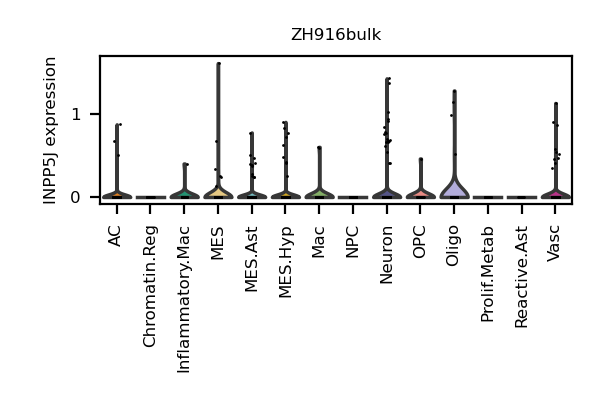 ZH916bulk
INPP5J expression
1
0
AC
Chromatin.Reg
Inflammatory.Mac
MES
MES.Ast
MES.Hyp
Mac
NPC
Neuron
OPC
Oligo
Prolif.Metab
Reactive.Ast
Vasc